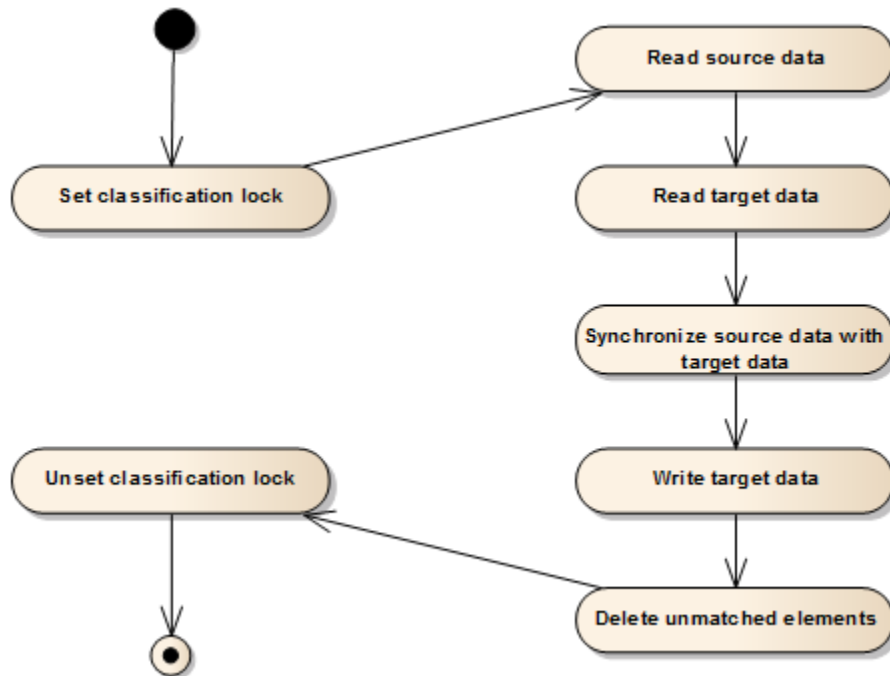 Read source data
Set classification lock
Read target data
Synchronize source data with
target data
Unset classification lock
Write target data
Delete unmatched elements